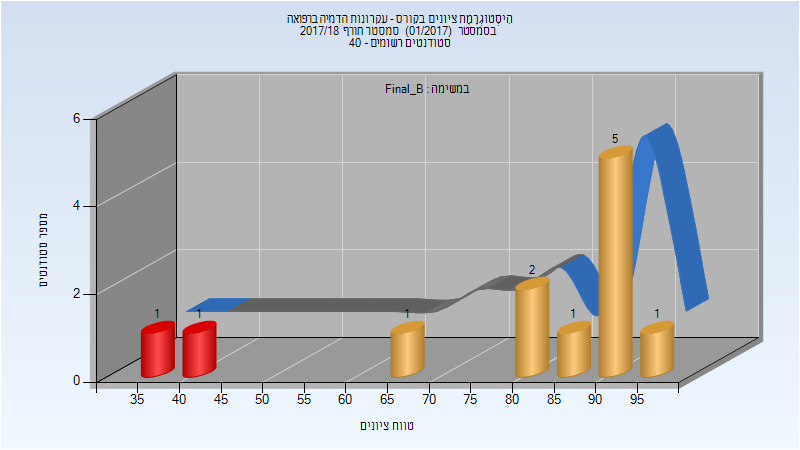 היסטוגרמת ציונים בקורס - עקרונות הדמיה ברפואה
בסמסטר (01/2017) סמסטר חורף 2017/18
סטודנטים רשומים - 40
במשימה : Final_B
מספר סטודנטים
6
4
2
0
1
1
1
2
1
5
1
35 40 45 50 55 60 65 70 75 80 85 90 95
טווח ציונים